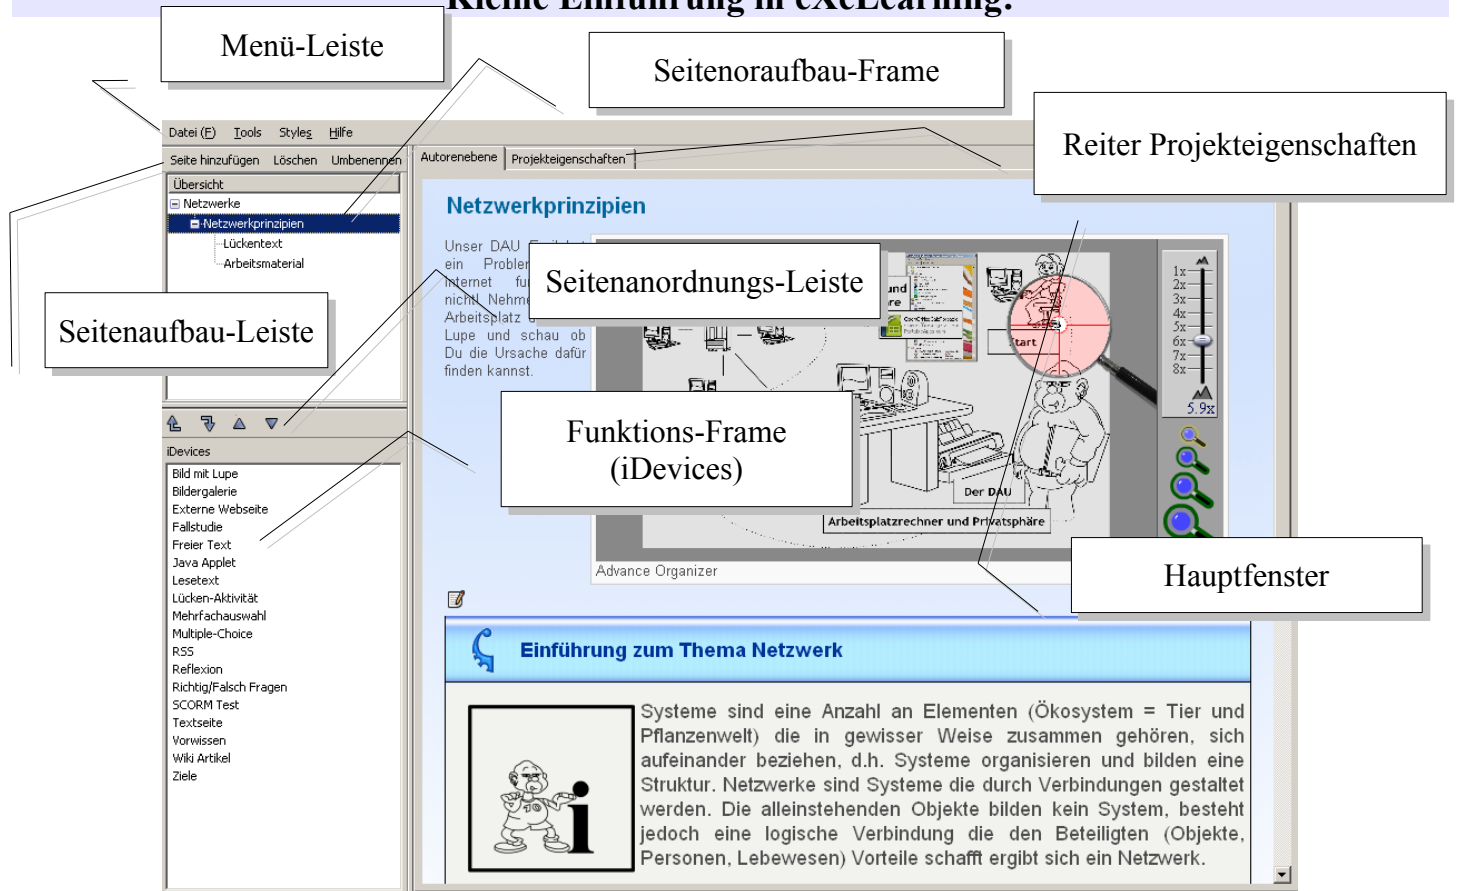 Kleine Einführung in eXeLearning:
Menü-Leiste
Seitenoraufbau-Frame
Reiter Projekteigenschaften
Datei (F) Tools Styles Hilfe
Seite hinzufügen Löschen Umbenennen
Autorenebene Projekteigenschaften
Übersicht
Netzwerke
Netzwerkprinzipien
Lückentext
Arbeitsmaterial
Seitenaufbau-Leiste
Netzwerkprinzipien
Unser DAU
ein Proble
Internet fu
nicht! Nehm
Arbeitsplatz
Lupe und schau ob
Du die Ursache dafür
finden kannst.
Seitenanordnungs-Leiste
und
re
Start
1x
2x
3x
4x
5x
6x
7x
8x
5.9x
Funktions-Frame
(iDevices)
Der DAU
Arbeitsplatzrechner und Privatsphäre
Advance Organizer
Hauptfenster
iDevices
Bild mit Lupe
Bildergalerie
Externe Webseite
Fallstudie
Freier Text
Java Applet
Lesetext
Lücken-Aktivität
Mehrfachauswahl
Multiple-Choice
RSS
Reflexion
Richtig/Falsch Fragen
SCORM Test
Textseite
Vorwissen
Wiki Artikel
Ziele
Einführung zum Thema Netzwerk
Systeme sind eine Anzahl an Elementen (Ökosystem = Tier und
Pflanzenwelt) die in gewisser Weise zusammen gehören, sich
aufeinander beziehen, d.h. Systeme organisieren und bilden eine
Struktur. Netzwerke sind Systeme die durch Verbindungen gestaltet
werden. Die alleinstehenden Objekte bilden kein System, besteht
jedoch eine logische Verbindung die den Beteiligten (Objekte,
Personen, Lebewesen) Vorteile schafft ergibt sich ein Netzwerk.